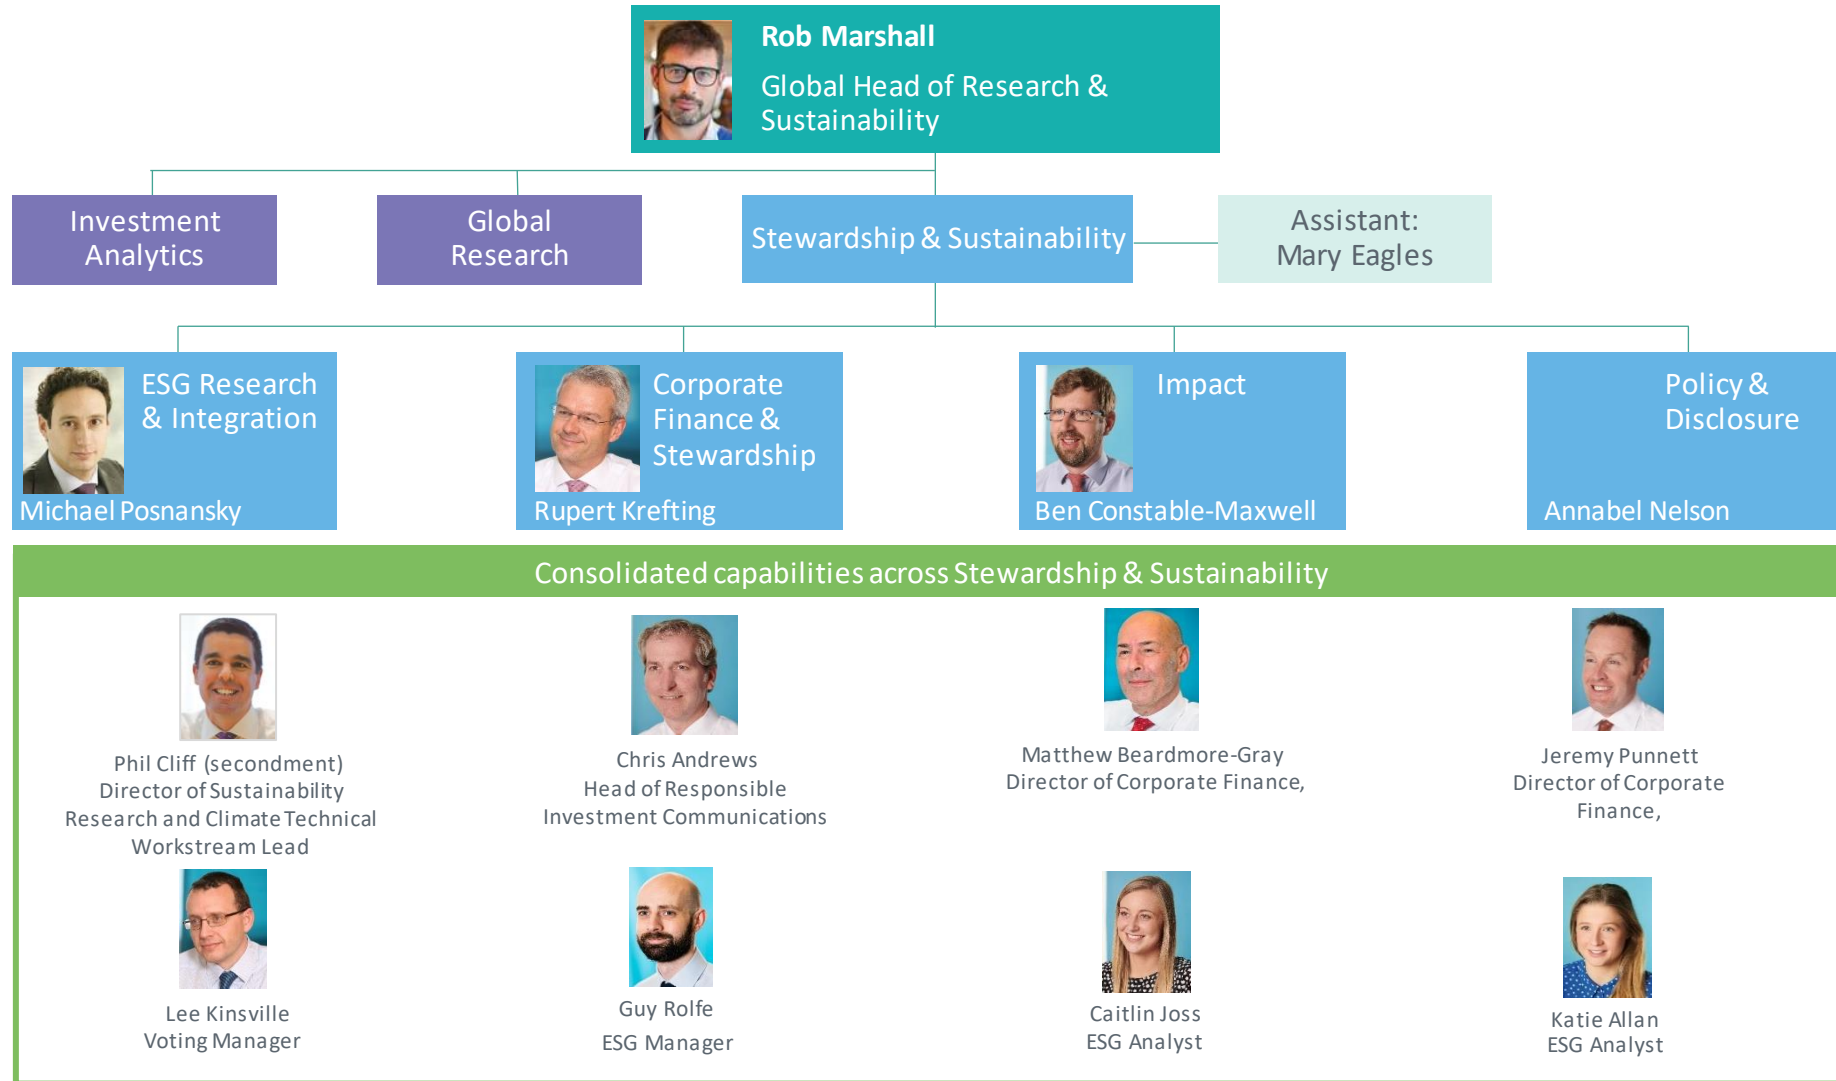 Rob Marshall
Global Head of Research &
Sustainability
Investment
Analytics
Global
Research
Stewardship & Sustainability
Assistant:
Mary Eagles
ESG Research
& Integration
Michael Posnansky
Corporate
Finance &
Stewardship
Rupert Krefting
Impact
Ben Constable-Maxwell
Policy &
Disclosure
Annabel Nelson
Consolidated capabilities across Stewardship & Sustainability
Phil Cliff (secondment)
Director of Sustainability
Research and Climate Technical
Workstream Lead
Chris Andrews
Head of Responsible
Investment Communications
Matthew Beardmore-Gray
Director of Corporate Finance,
Jeremy Punnett
Director of Corporate
Finance,
Lee Kinsville
Voting Manager
Guy Rolfe
ESG Manager
Caitlin Joss
ESG Analyst
Katie Allan
ESG Analyst